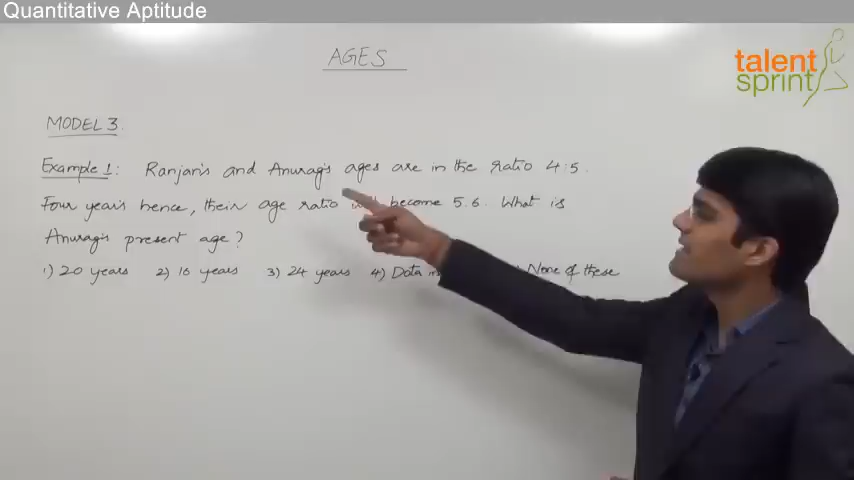 Quantitative Aptitude
AGES
talent
sprint
MODEL 3.
Example 1: Ranjan's and Anurag's ages are in the ratio 4:5.
Four years hence, their age ratio become 5.6. What is
Anurag's present age?
1) 20 years 2) 16 years 3) 24 years 4) Data None of these